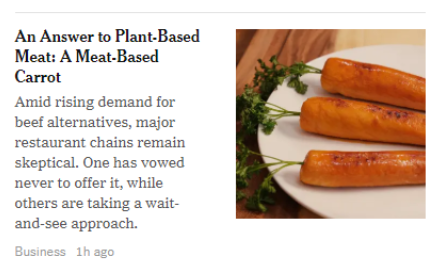 An Answer to Plant-Based
Meat: A Meat-Based
Carrot
Amid rising demand for
beef alternatives, major
restaurant chains remain
skeptical. One has vowed
never to offer it, while
others are taking a wait-
and-see approach.
Business 1h ago